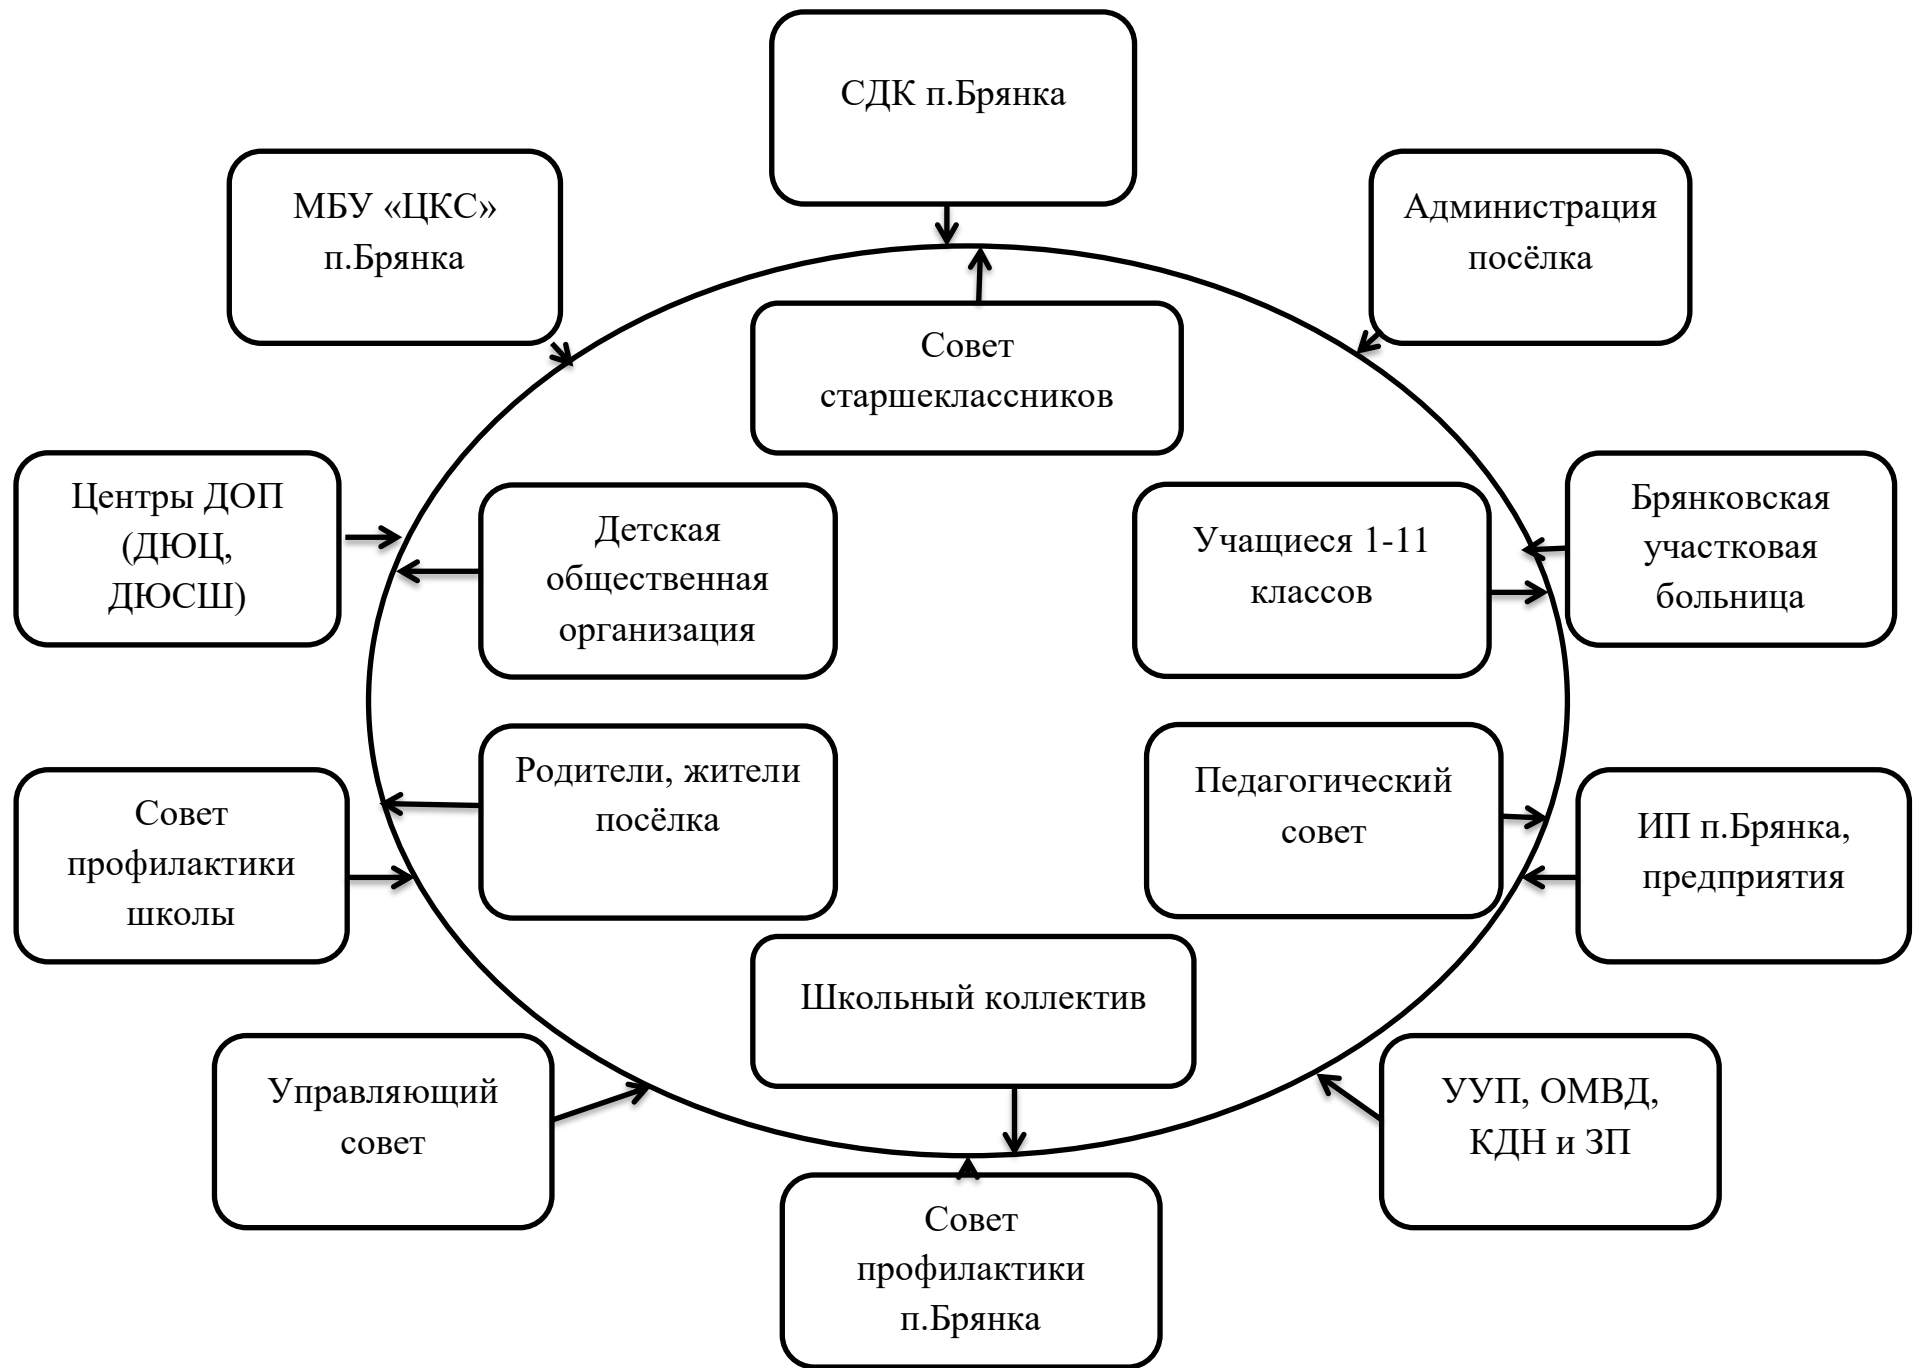 СДК п.Брянка
МБУ «ЦКС»
п.Брянка
Администрация
посёлка
Совет
старшеклассников
Центры ДОП
(ДЮЦ,
ДЮСШ)
Детская
общественная
организация
Учащиеся 1-11
классов
Брянковская
участковая
больница
Совет
профилактики
школы
Родители, жители
посёлка
Педагогический
совет
ИП п.Брянка,
предприятия
Школьный коллектив
Управляющий
совет
УУП, ОМВД,
КДН и ЗП
Совет
профилактики
п.Брянка